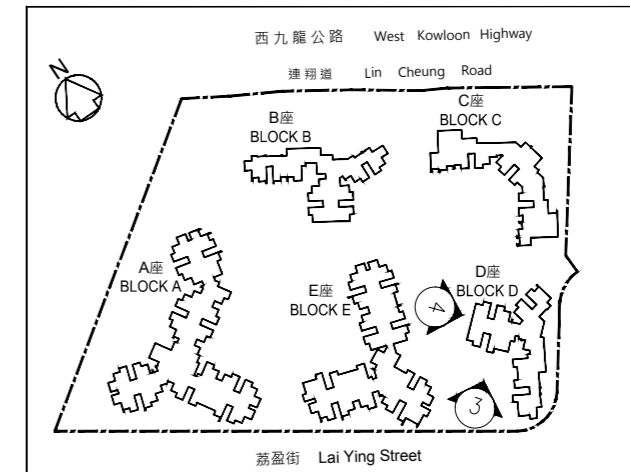 西九龍公路 West Kowloon Highway
連翔道 Lin Cheung Road
N
B座
BLOCK B
C座
BLOCK C
A座
BLOCK A
E座
BLOCK E
D座
BLOCK D
4
3
荔盈街 Lai Ying Street